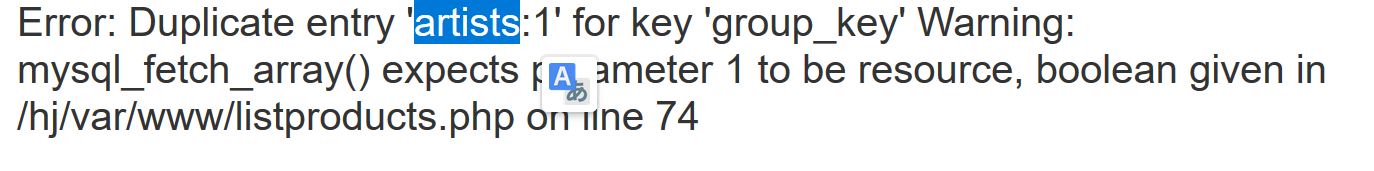 Error: Duplicate entry 'artists:1' for key 'group_key' Warning:
mysql_fetch_array() expects parameter 1 to be resource, boolean given in
/hj/var/www/listproducts.php on line 74